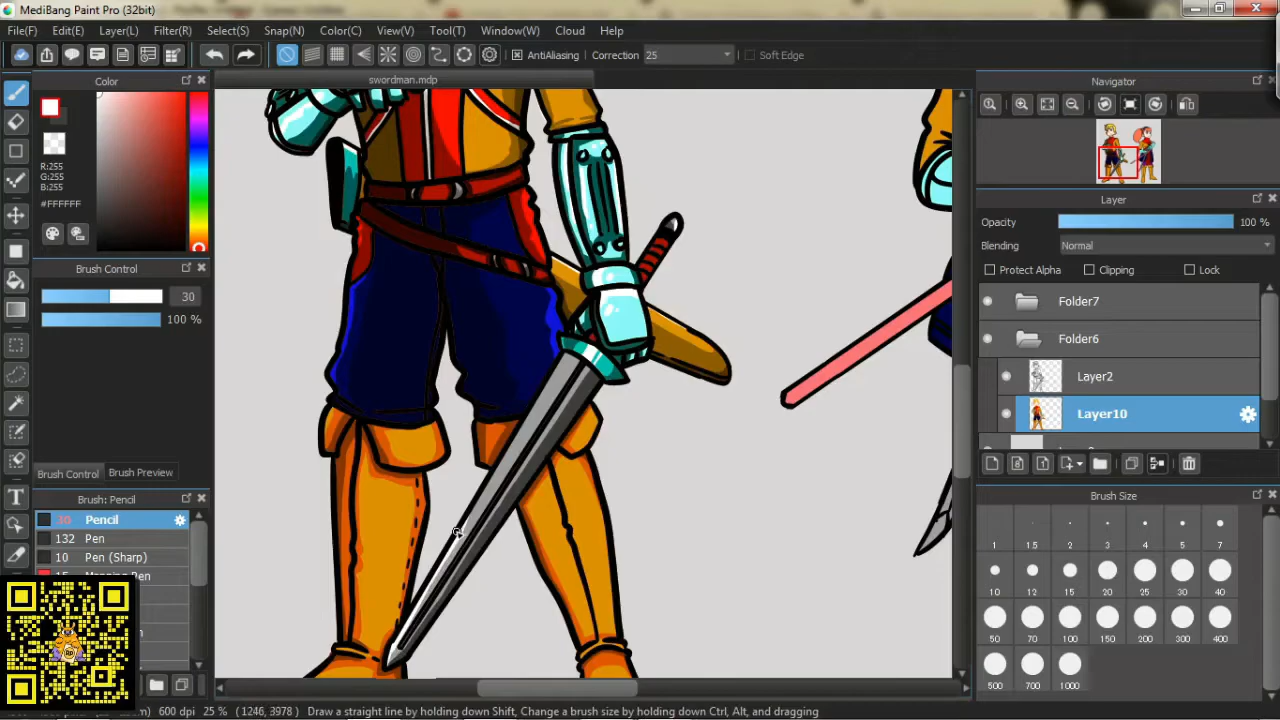 MediBang Paint Pro (32bit)
File(F) Edit(E) Layer(L) Filter(R) Select(S) Snap(N) Color(C) View(V) Tool(T) Window(W) Cloud Help
AntiAliasing Correction 25 Soft Edge
Color
swordman.mdp
Navigator
R:255
G:255
B:255
#FFFFFF
Layer
Opacity 100 %
Blending Normal
Protect Alpha Clipping Lock
Brush Control
30
100 %
Folder7
Folder6
Layer2
Layer10
Brush Control Brush Preview
Brush: Pencil
30 Pencil
132 Pen
10 Pen (Sharp)
Brush Size
1 1.5 2 3 4 5 7
10 12 15 20 25 30 40
50 70 100 150 200 300 400
500 700 1000
600 dpi 25 % (1246, 3978) Draw a straight line by holding down Shift, Change a brush size by holding down Ctrl, Alt, and dragging